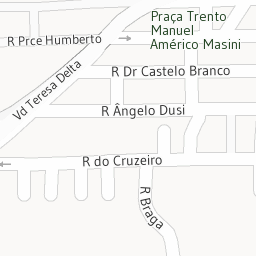 Praça Trento
Manuel
Américo Masini
R Prce Humberto
Vd Teresa Delta
R Dr Castelo Branco
R Ângelo Dusi
R do Cruzeiro
R Braga